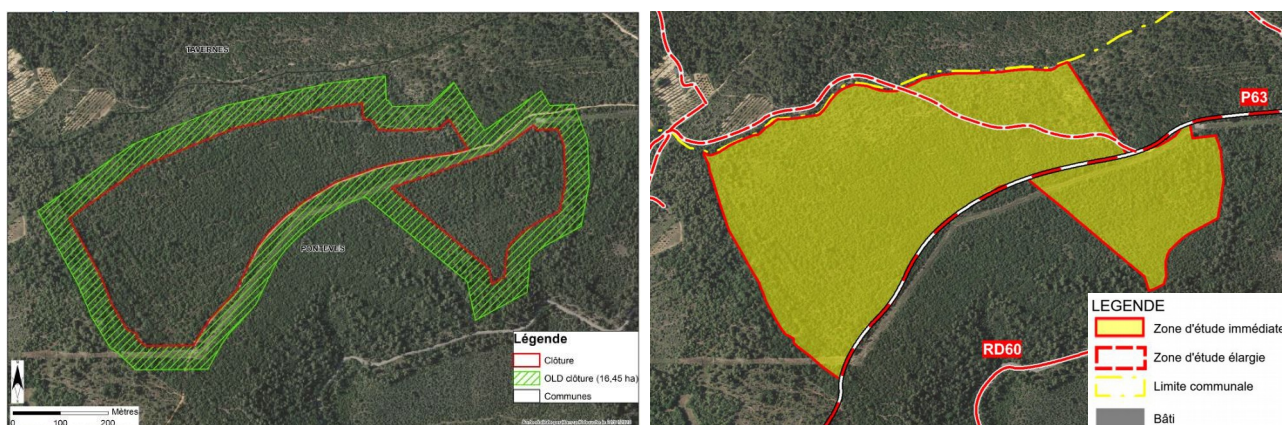 TAVERNES
PONTEVES
Légende
Clôture
OLD clôture (16,45 ha)
Communes
Mètres
0 100 200
P63
RD60
LEGENDE
Zone d'étude immédiate
Zone d'étude élargie
Limite communale
Bâti